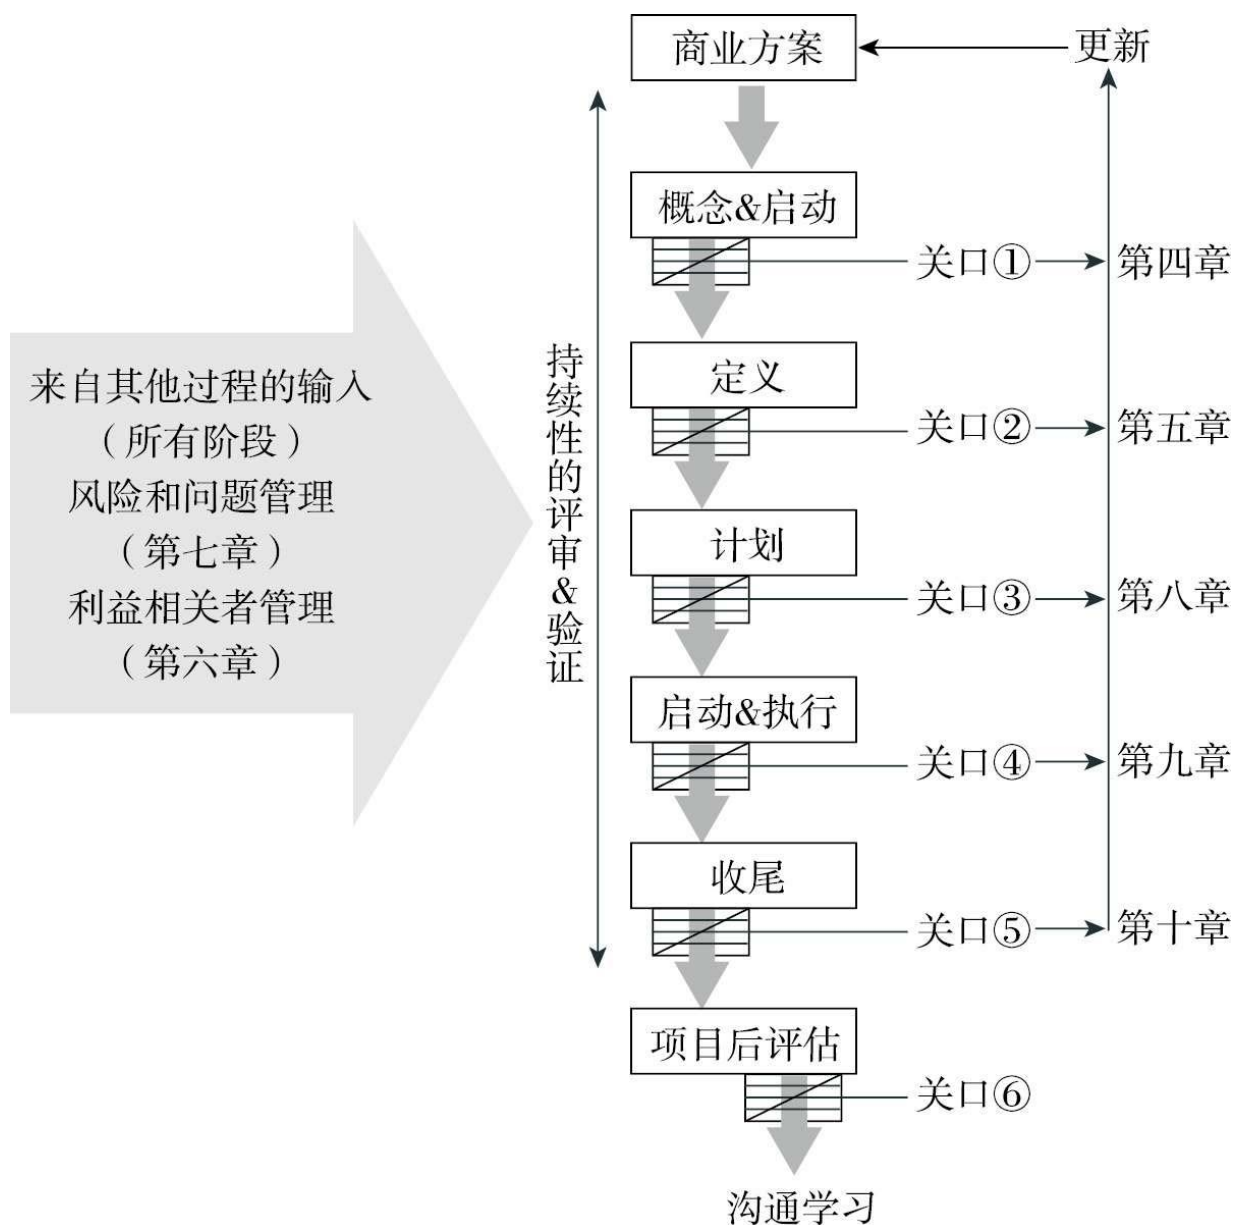 商业方案
更新
概念&启动
关口①
第四章
定义
关口②
第五章
来自其他过程的输入
（所有阶段）
风险和问题管理
（第七章）
利益相关者管理
（第六章）
持续性的评审&验证
计划
关口③
第八章
启动&执行
关口④
第九章
收尾
关口⑤
第十章
项目后评估
关口⑥
沟通学习